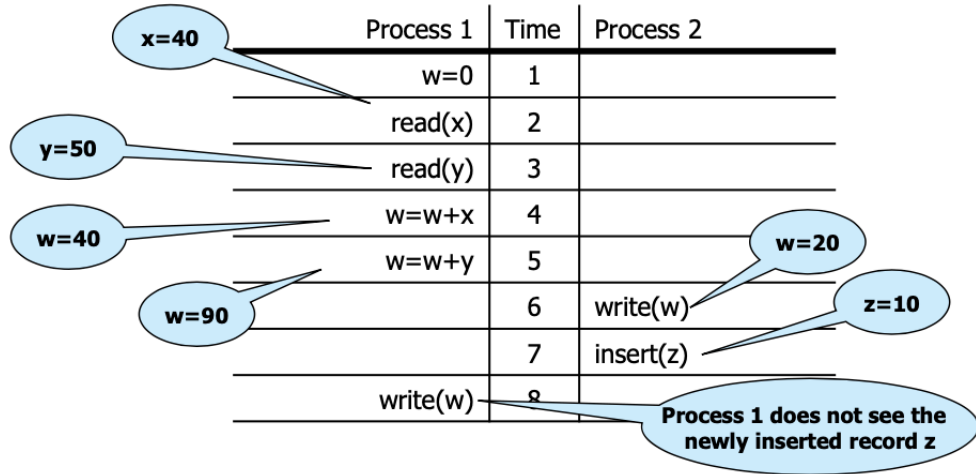 Process 1 Time Process 2
x=40
w=0 1
read(x) 2
y=50
read(y) 3
w=w+x 4
w=40
w=20
w=w+y 5
w=90
6 write(w)
z=10
7 insert(z)
write(w) 8
Process 1 does not see the
newly inserted record z